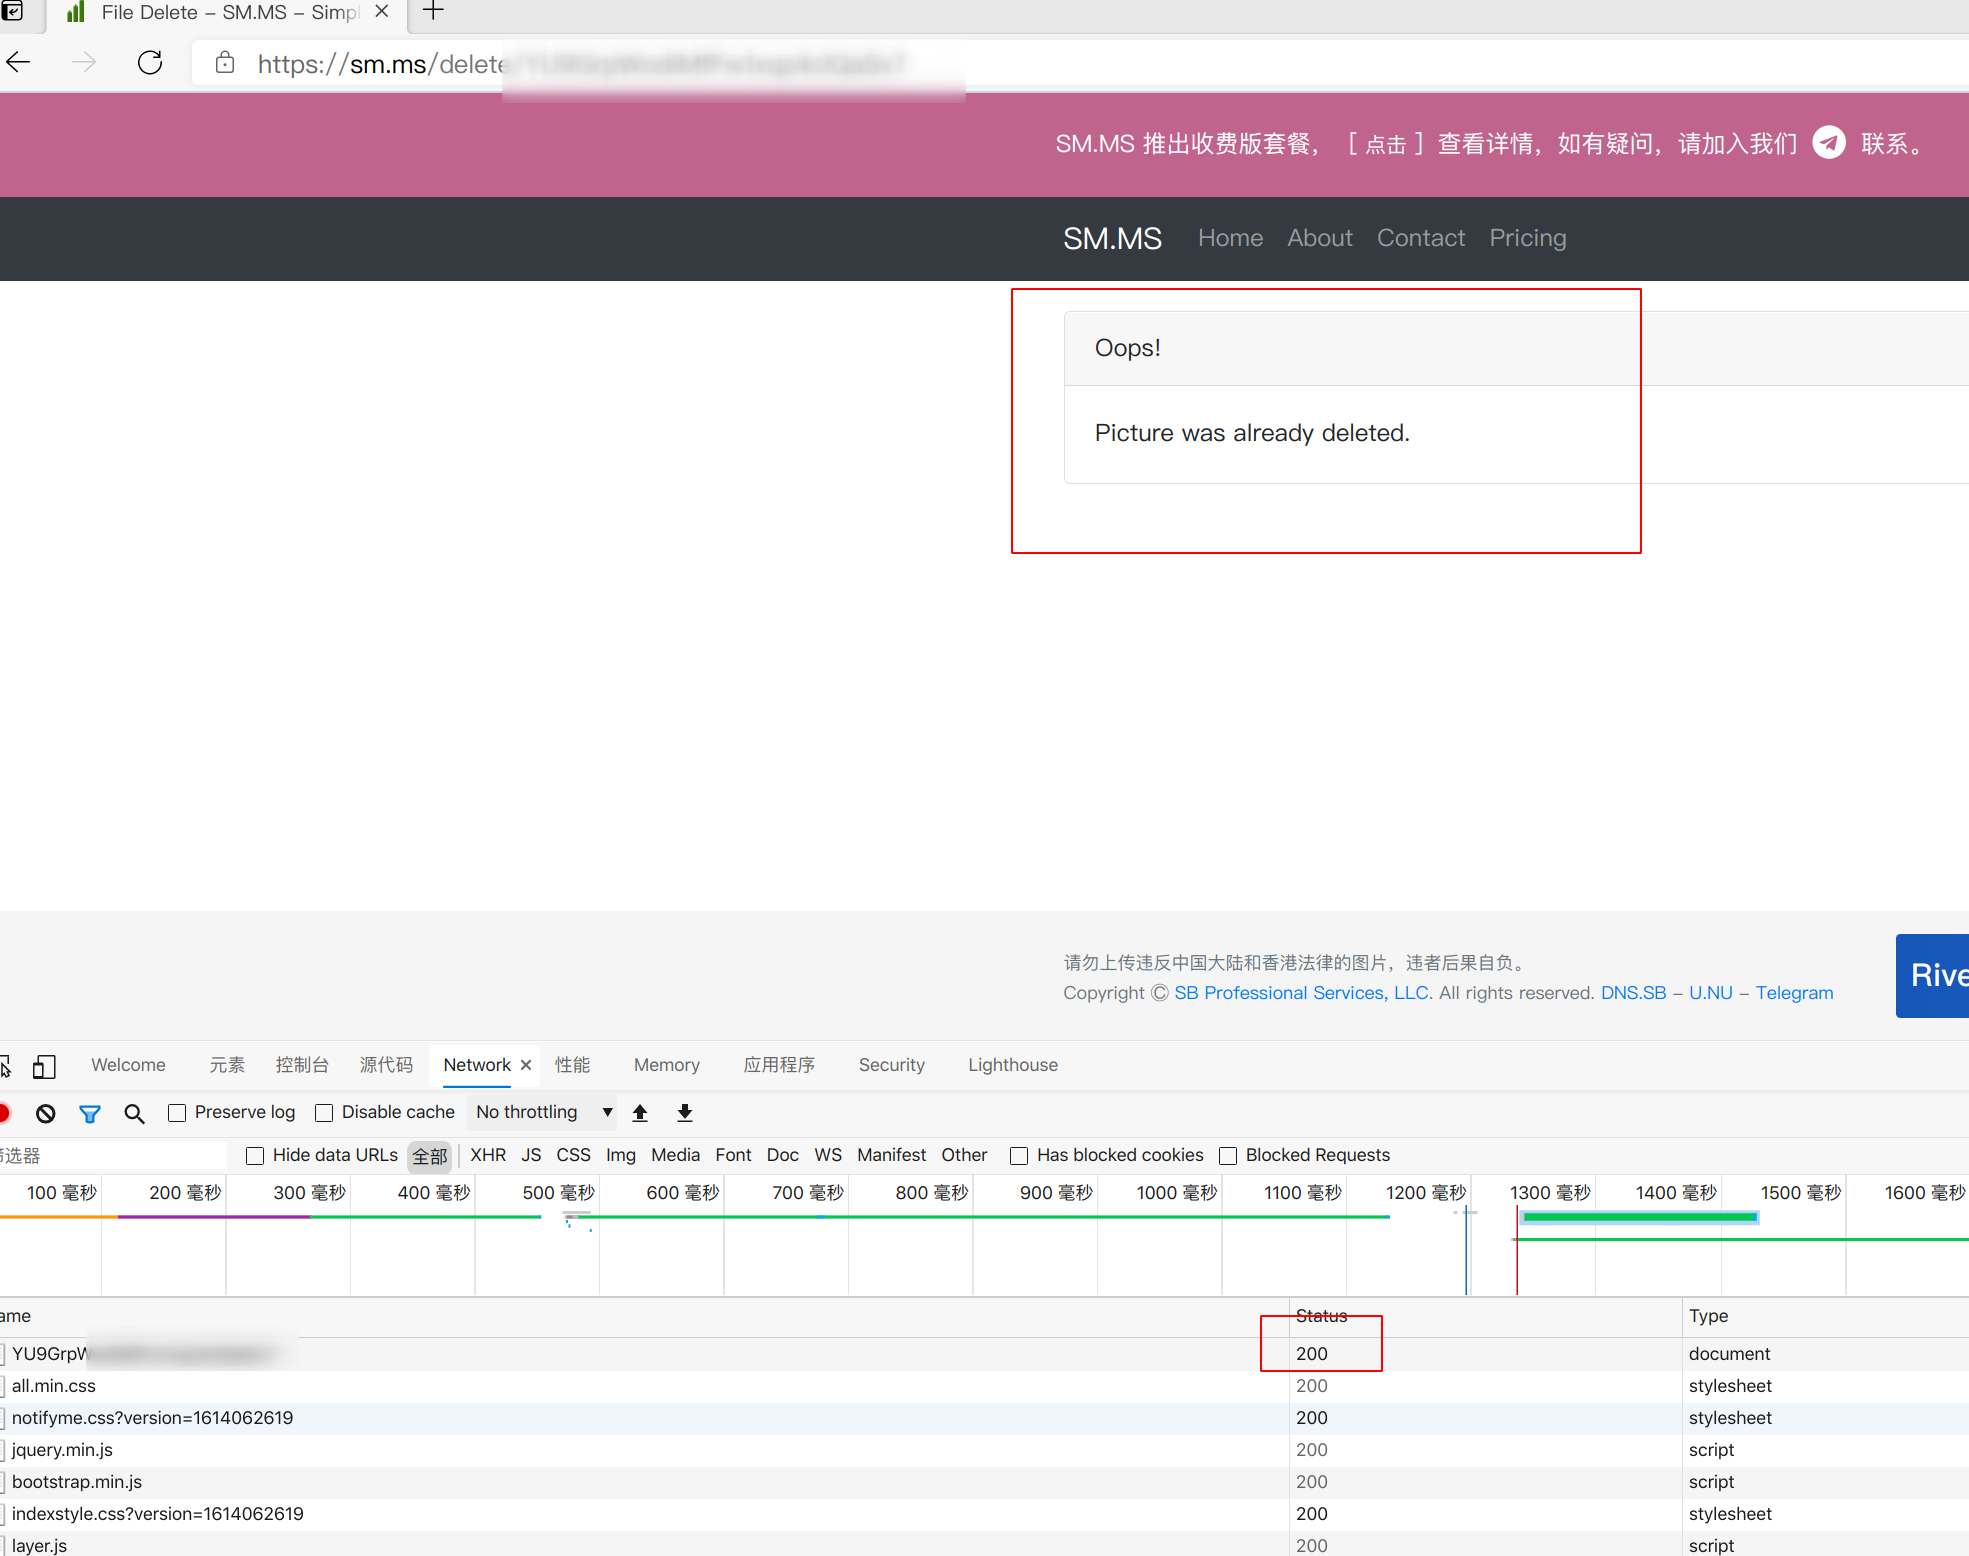 File Delete - SM.MS - Simpl
https://sm.ms/delete
SM.MS 推出收费版套餐，［ 点击 ］查看详情，如有疑问，请加入我们 联系。
SM.MS Home About Contact Pricing
Oops!
Picture was already deleted.
请勿上传违反中国大陆和香港法律的图片，违者后果自负。
Copyright © SB Professional Services, LLC. All rights reserved. DNS.SB - U.NU - Telegram
Rive
Welcome 元素 控制台 源代码 Network 性能 Memory 应用程序 Security Lighthouse
Preserve log Disable cache No throttling
筛选器 Hide data URLs 全部 XHR JS CSS Img Media Font Doc WS Manifest Other Has blocked cookies Blocked Requests
100 毫秒 200 毫秒 300 毫秒 400 毫秒 500 毫秒 600 毫秒 700 毫秒 800 毫秒 900 毫秒 1000 毫秒 1100 毫秒 1200 毫秒 1300 毫秒 1400 毫秒 1500 毫秒 1600 毫秒
ame Status Type
YU9GrpW 200 document
all.min.css 200 stylesheet
notifyme.css?version=1614062619 200 stylesheet
jquery.min.js 200 script
bootstrap.min.js 200 script
indexstyle.css?version=1614062619 200 stylesheet
layer.js 200 script